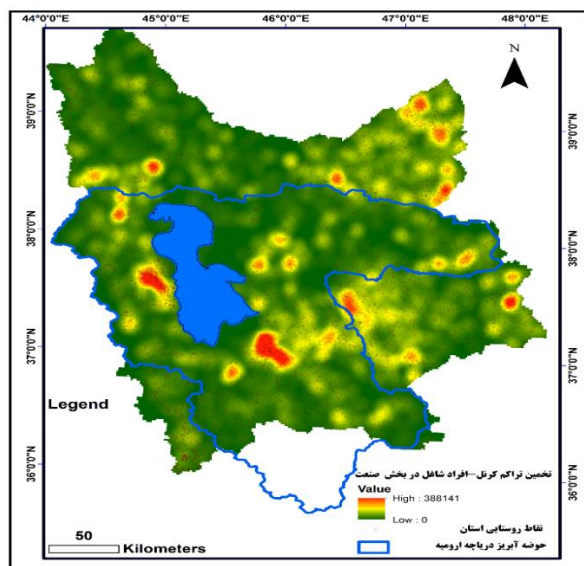 44°0'0"N 45°0'0"N 46°0'0"N 47°0'0"N 48°0'0"N
N
39°0'0"N
39°0'0"N
38°0'0"N
38°0'0"N
37°0'0"N
37°0'0"N
Legend
36°0'0"N
36°0'0"N
تخمین تراکم کرنل-افراد شاغل در بخش صنعت
Value
High : 388141
Low : 0
نقاط روستایی استان
حوضه آبریز دریاچه ارومیه
50
Kilometers